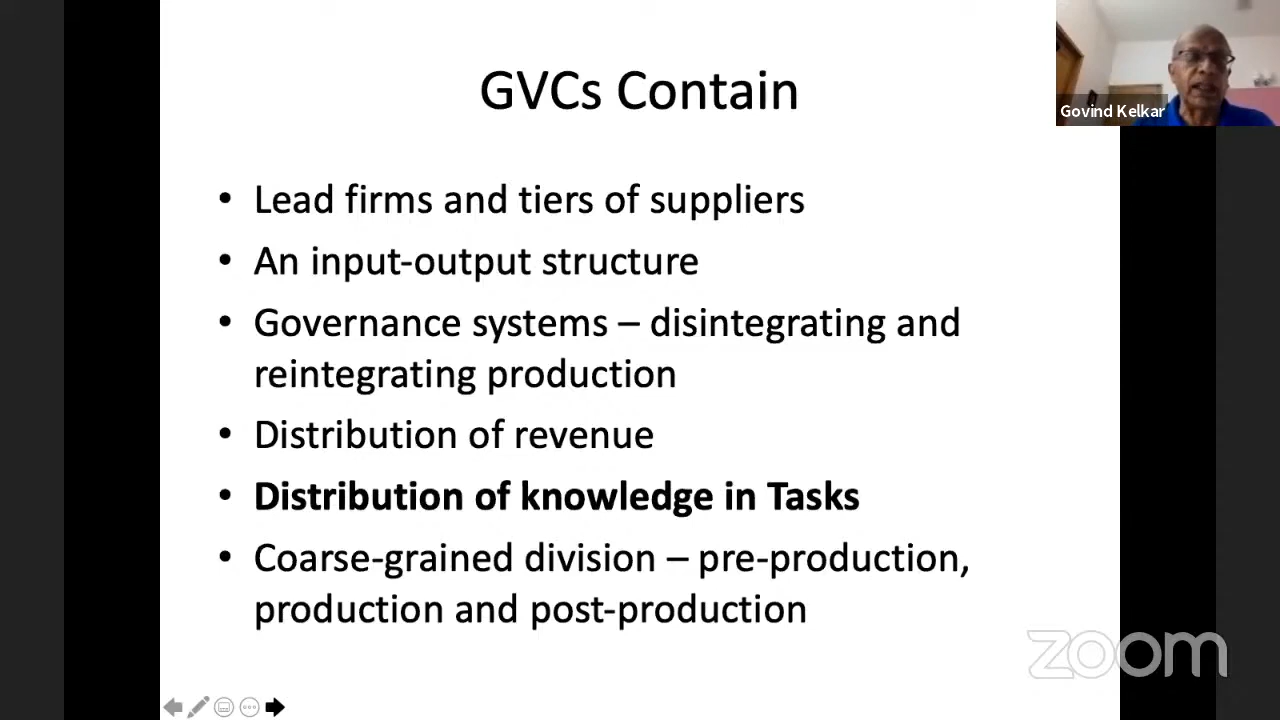 GVCs Contain
Govind Kelkar
• Lead firms and tiers of suppliers
• An input-output structure
• Governance systems – disintegrating and
reintegrating production
• Distribution of revenue
• Distribution of knowledge in Tasks
• Coarse-grained division – pre-production,
production and post-production
zoom